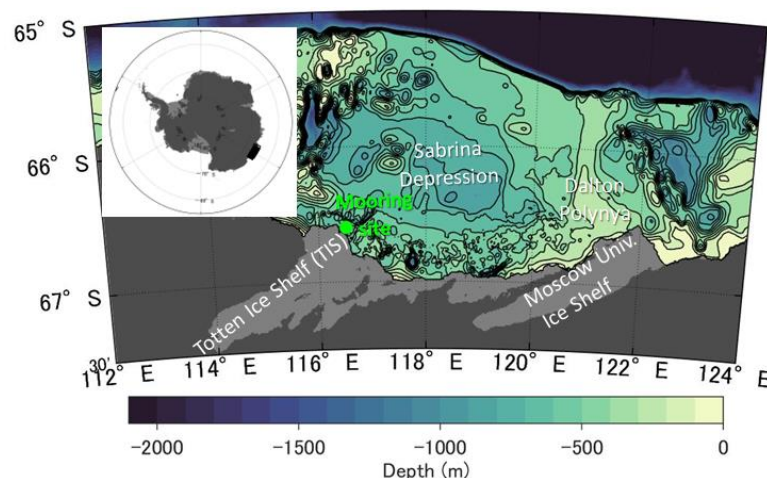 65° S
66° S
67° S
30'
Sabrina
Depression
Dalton
Polynya
Mooring
site
Totten Ice Shelf (TIS)
Moscow Univ.
Ice Shelf
112° E
114° E
116° E
118° E
120° E
122° E
124° E
−2000
−1500
−1000
−500
0
Depth (m)